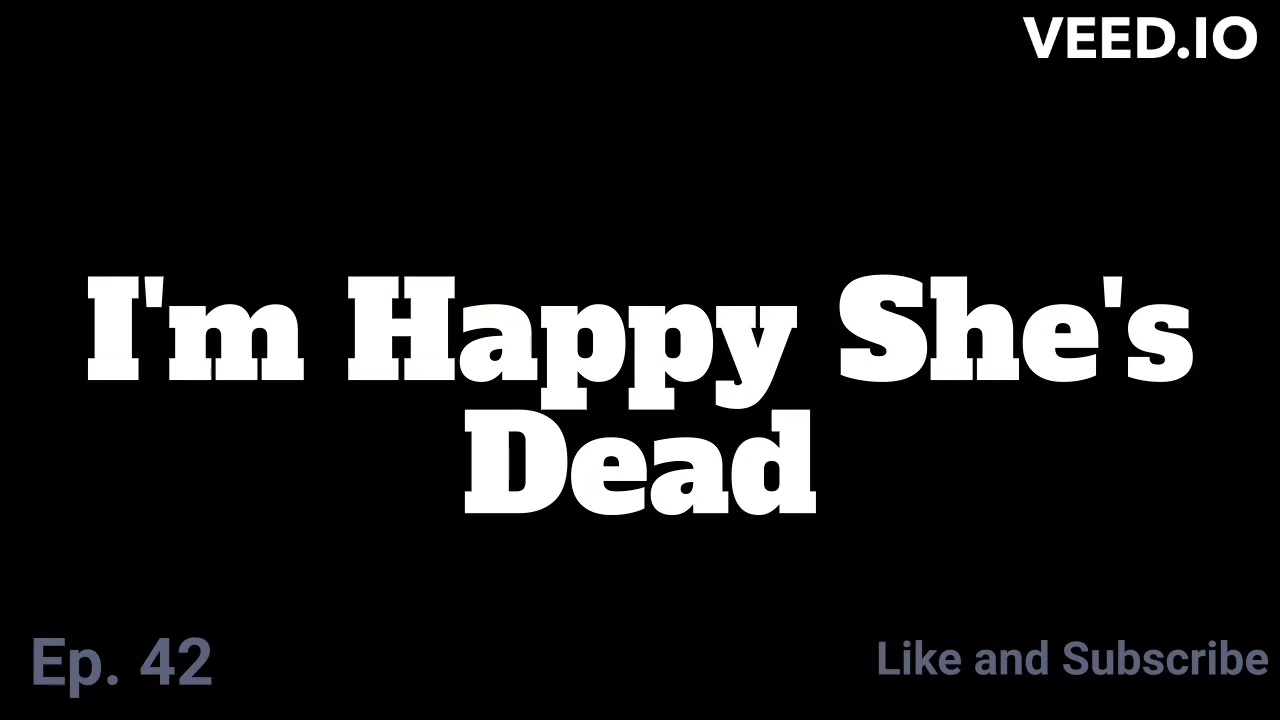 VEED.IO
I'm Happy She's
Dead
Ep. 42
Like and Subscribe